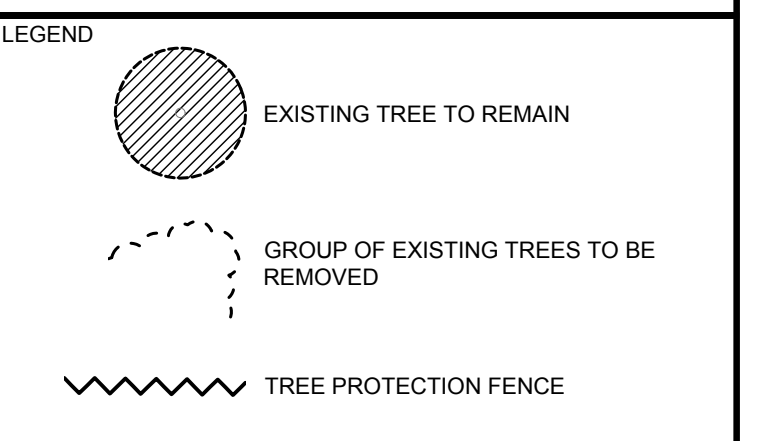 LEGEND
EXISTING TREE TO REMAIN
GROUP OF EXISTING TREES TO BE
REMOVED
TREE PROTECTION FENCE